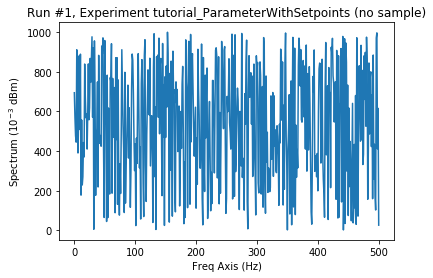 Run #1, Experiment tutorial_ParameterWithSetpoints (no sample)
1000
800
600
400
200
0
Spectrum (10⁻³ dBm)
0 100 200 300 400 500
Freq Axis (Hz)